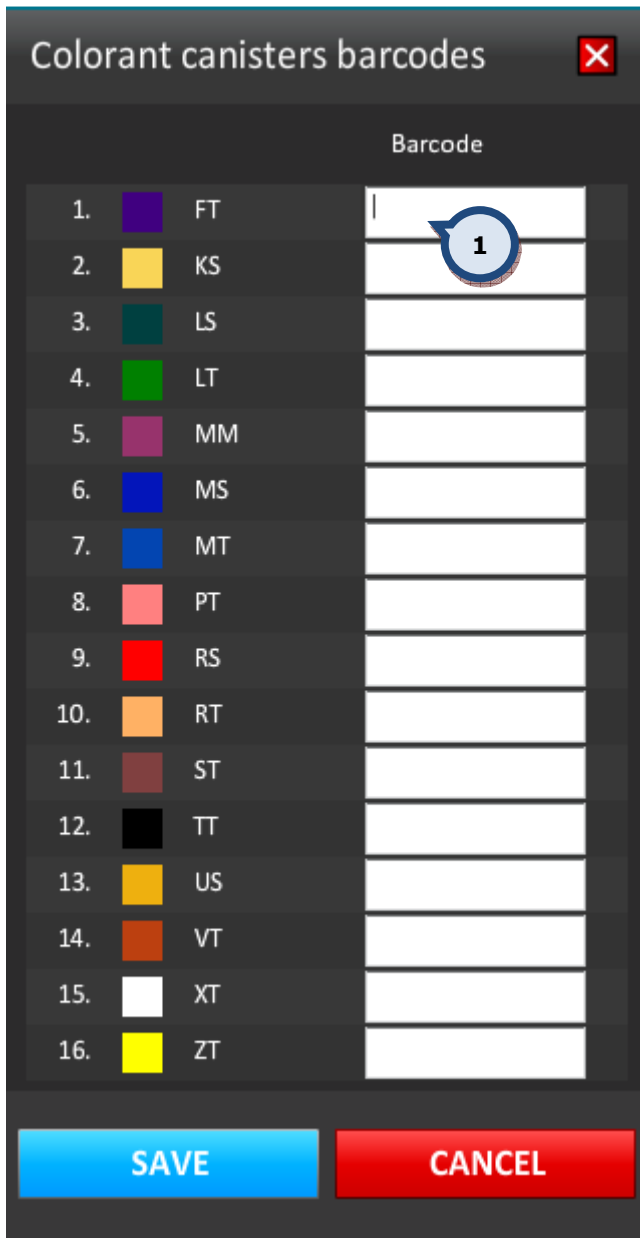 Colorant canisters barcodes
Barcode
1. FT
1
2. KS
3. LS
4. LT
5. MM
6. MS
7. MT
8. PT
9. RS
10. RT
11. ST
12. TT
13. US
14. VT
15. XT
16. ZT
SAVE CANCEL